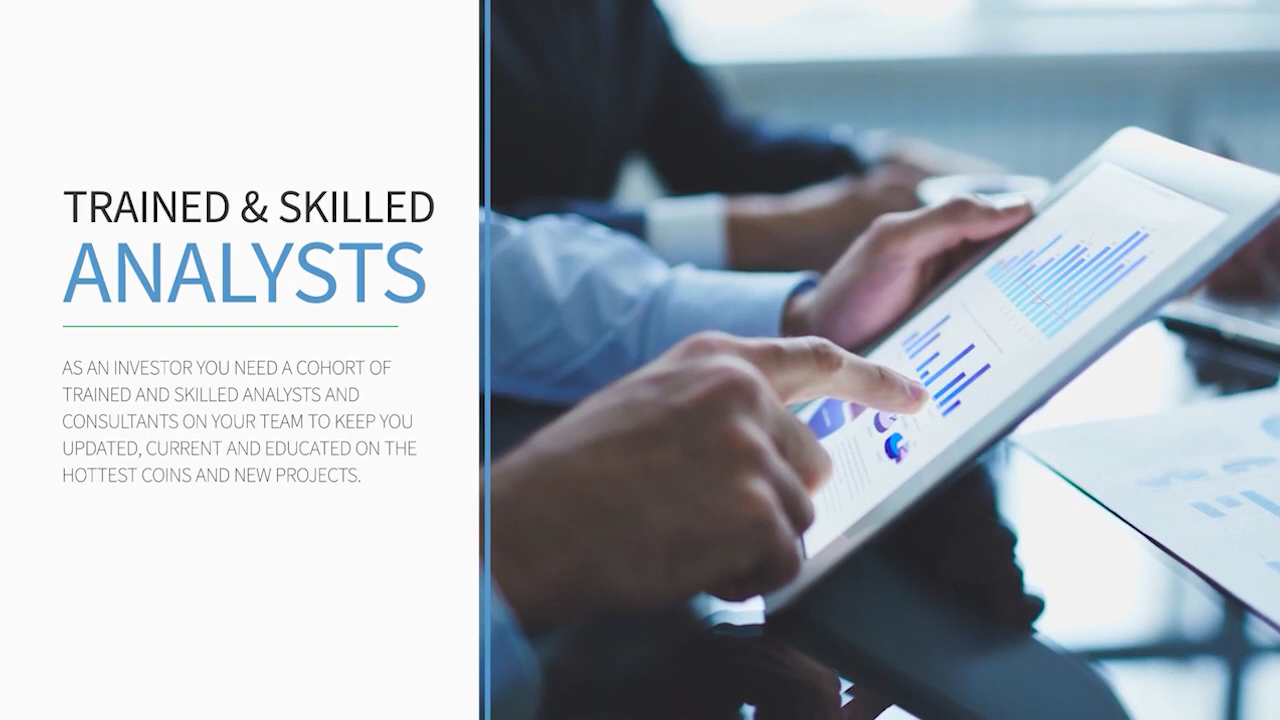 TRAINED & SKILLED
ANALYSTS
AS AN INVESTOR YOU NEED A COHORT OF
TRAINED AND SKILLED ANALYSTS AND
CONSULTANTS ON YOUR TEAM TO KEEP YOU
UPDATED, CURRENT AND EDUCATED ON THE
HOTTEST COINS AND NEW PROJECTS.